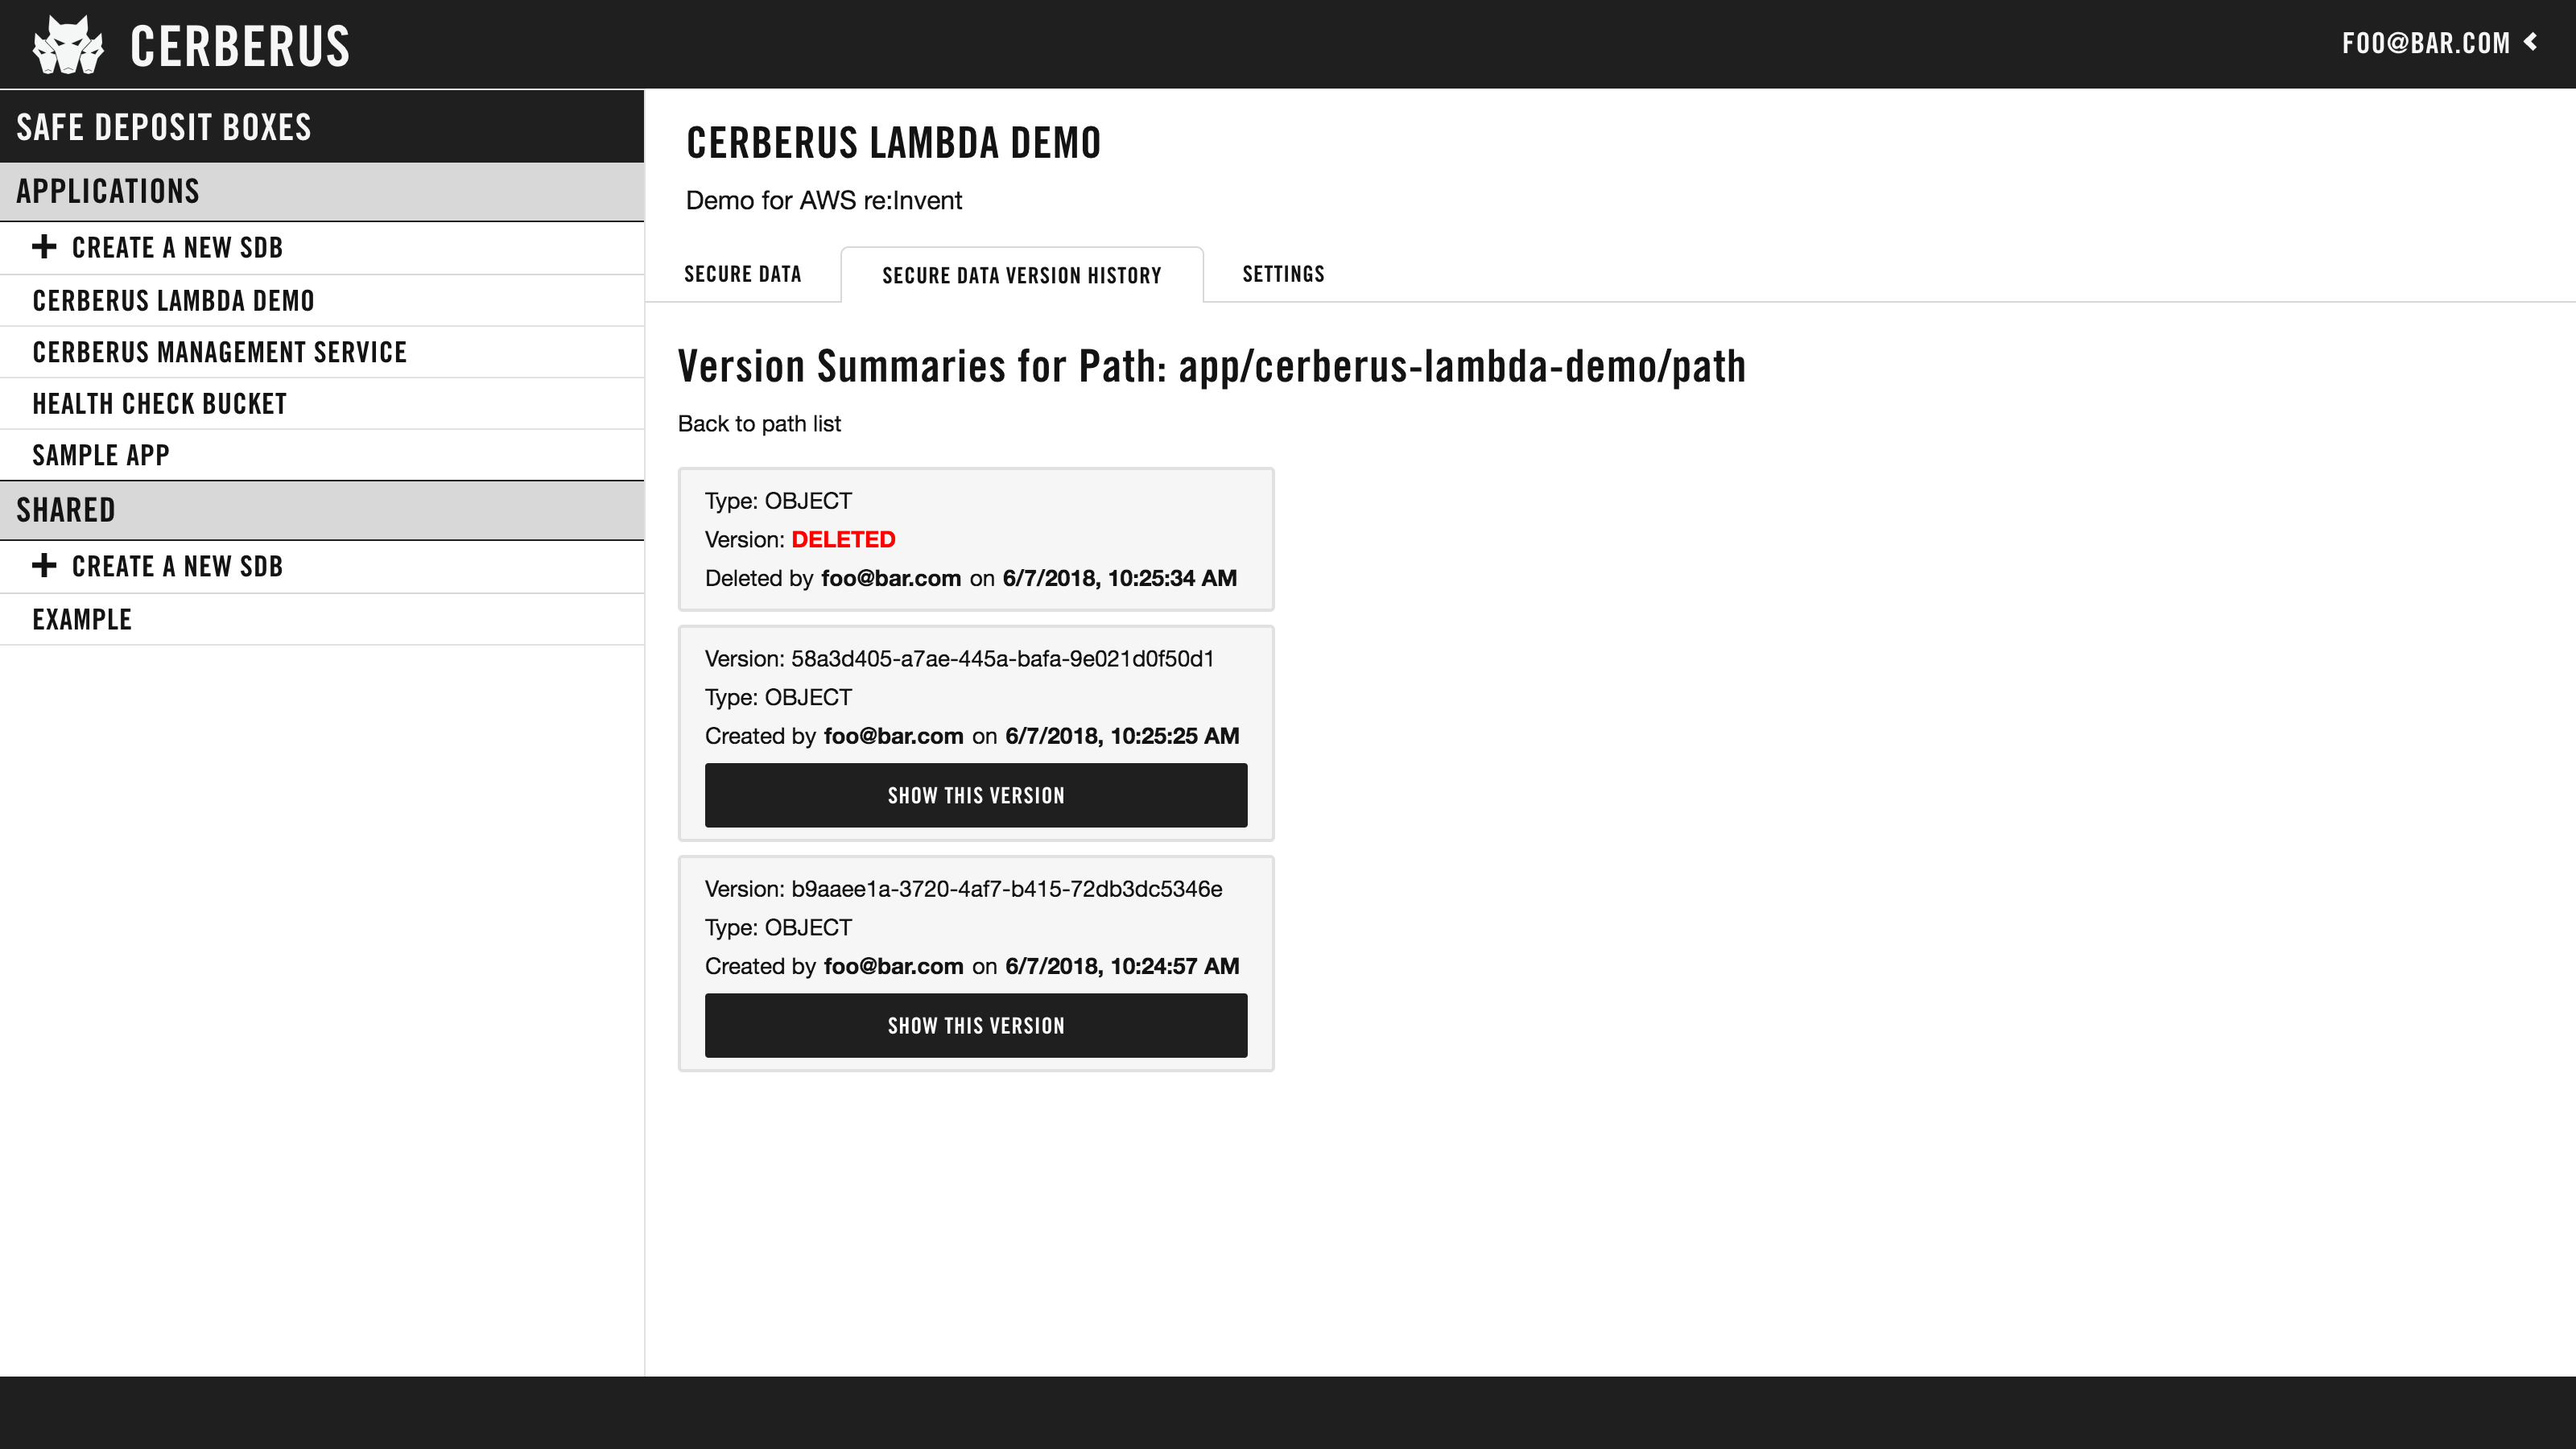 CERBERUS
FOO@BAR.COM
SAFE DEPOSIT BOXES
APPLICATIONS
CREATE A NEW SDB
CERBERUS LAMBDA DEMO
CERBERUS MANAGEMENT SERVICE
HEALTH CHECK BUCKET
SAMPLE APP
SHARED
CREATE A NEW SDB
EXAMPLE
CERBERUS LAMBDA DEMO
Demo for AWS re:Invent
SECURE DATA
SECURE DATA VERSION HISTORY
SETTINGS
Version Summaries for Path: app/cerberus-lambda-demo/path
Back to path list
Type: OBJECT
Version: DELETED
Deleted by foo@bar.com on 6/7/2018, 10:25:34 AM
Version: 58a3d405-a7ae-445a-bafa-9e021d0f50d1
Type: OBJECT
Created by foo@bar.com on 6/7/2018, 10:25:25 AM
SHOW THIS VERSION
Version: b9aaee1a-3720-4af7-b415-72db3dc5346e
Type: OBJECT
Created by foo@bar.com on 6/7/2018, 10:24:57 AM
SHOW THIS VERSION